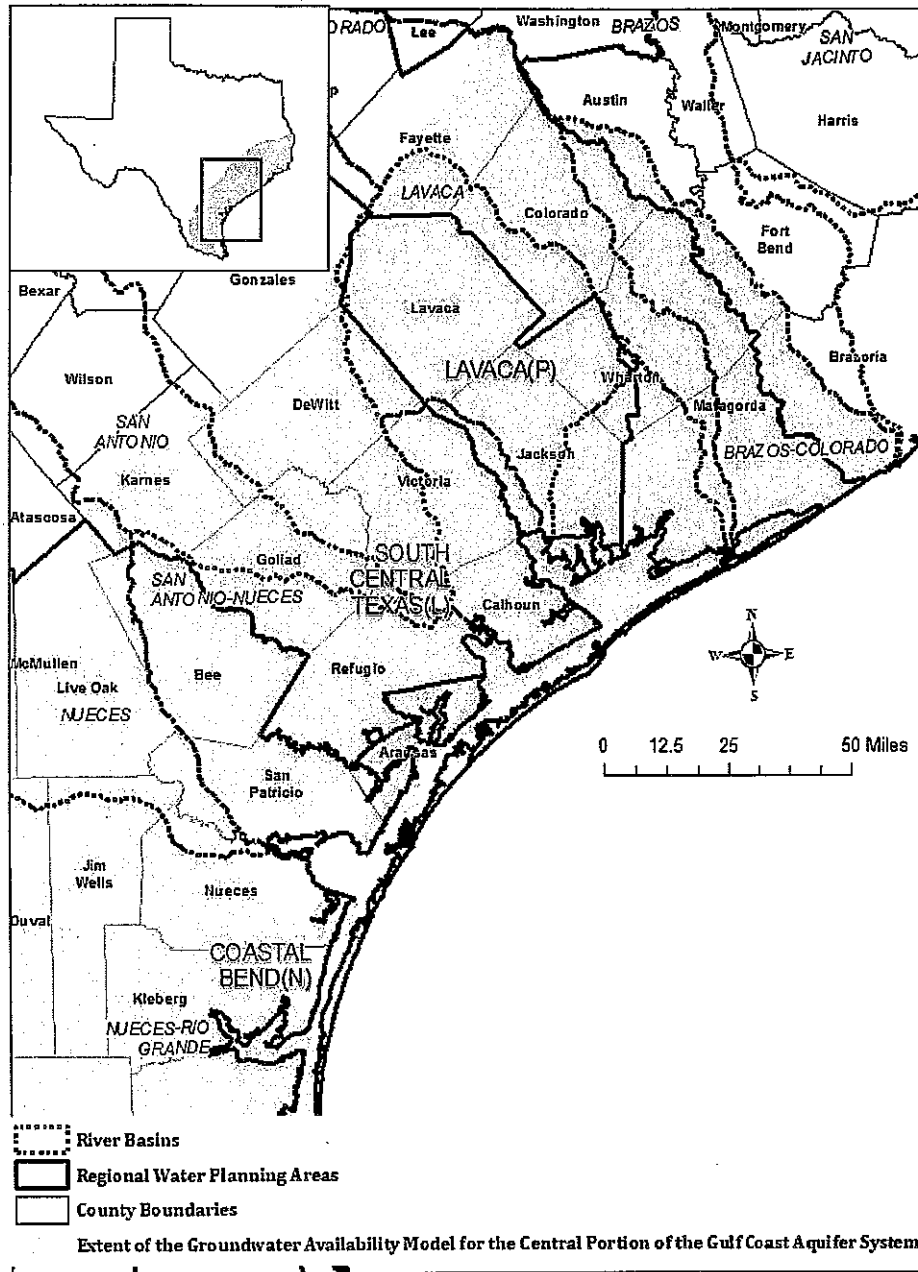 Washington
BRAZOS
Montgomery
ORADO
Lee
SAN
JACINTO
Austin
Waller
Harris
Fayette
LAVACA
Colorado
Fort
Bend
Gonzales
Bexar
Lavaca
Wilson
LAVACA(P)
Wharton
Brazoria
DeWitt
Matagorda
SAN
ANTONIO
BRAZOS-COLORADO
Karnes
Jackson
Victoria
Atascosa
Goliad
SOUTH
CENTRAL
TEXAS(L)
SAN
ANTONIO-NUECES
Calhoun
N
W
E
S
McMullen
Bee
Refugio
Live Oak
NUECES
0 12.5 25 50 Miles
Aransas
San
Patricio
Jim
Wells
Nueces
Duval
COASTAL
BEND(N)
Kleberg
NUECES-RIO
GRANDE
River Basins
Regional Water Planning Areas
County Boundaries
Extent of the Groundwater Availability Model for the Central Portion of the Gulf Coast Aquifer System